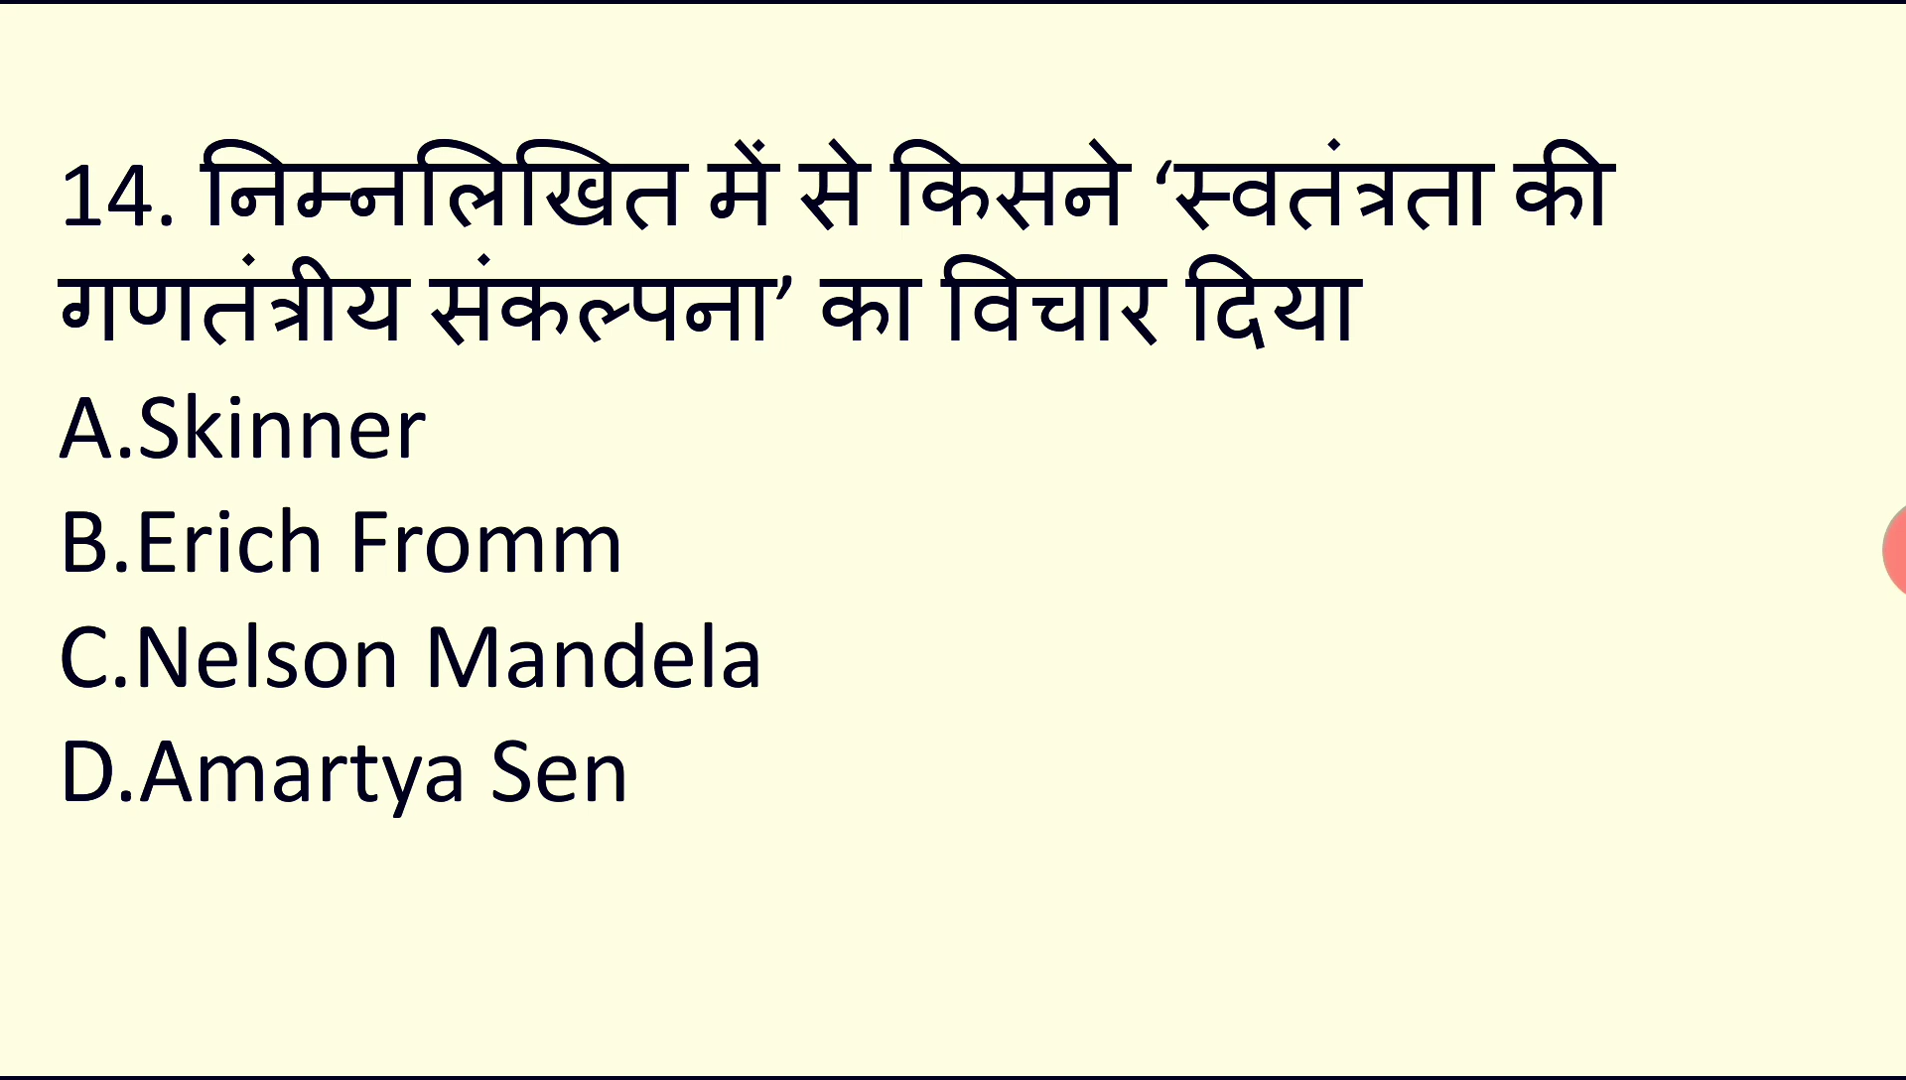 14. निम्नलिखित में से किसने ‘स्वतंत्रता की
गणतंत्रीय संकल्पना’ का विचार दिया
A.Skinner
B.Erich Fromm
C.Nelson Mandela
D.Amartya Sen